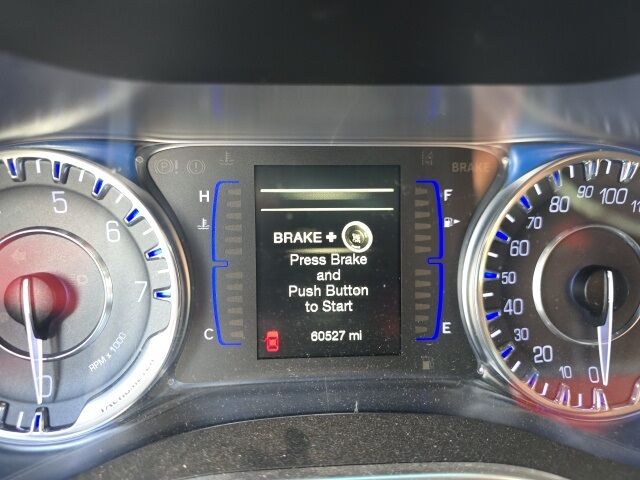 BRAKE
H
F
BRAKE +
Press Brake
and
Push Button
to Start
C
E
60527 mi
5
6
7
0
RPM x 1000
TACHOMETER
0
10
20
30
40
50
60
70
80
90
100